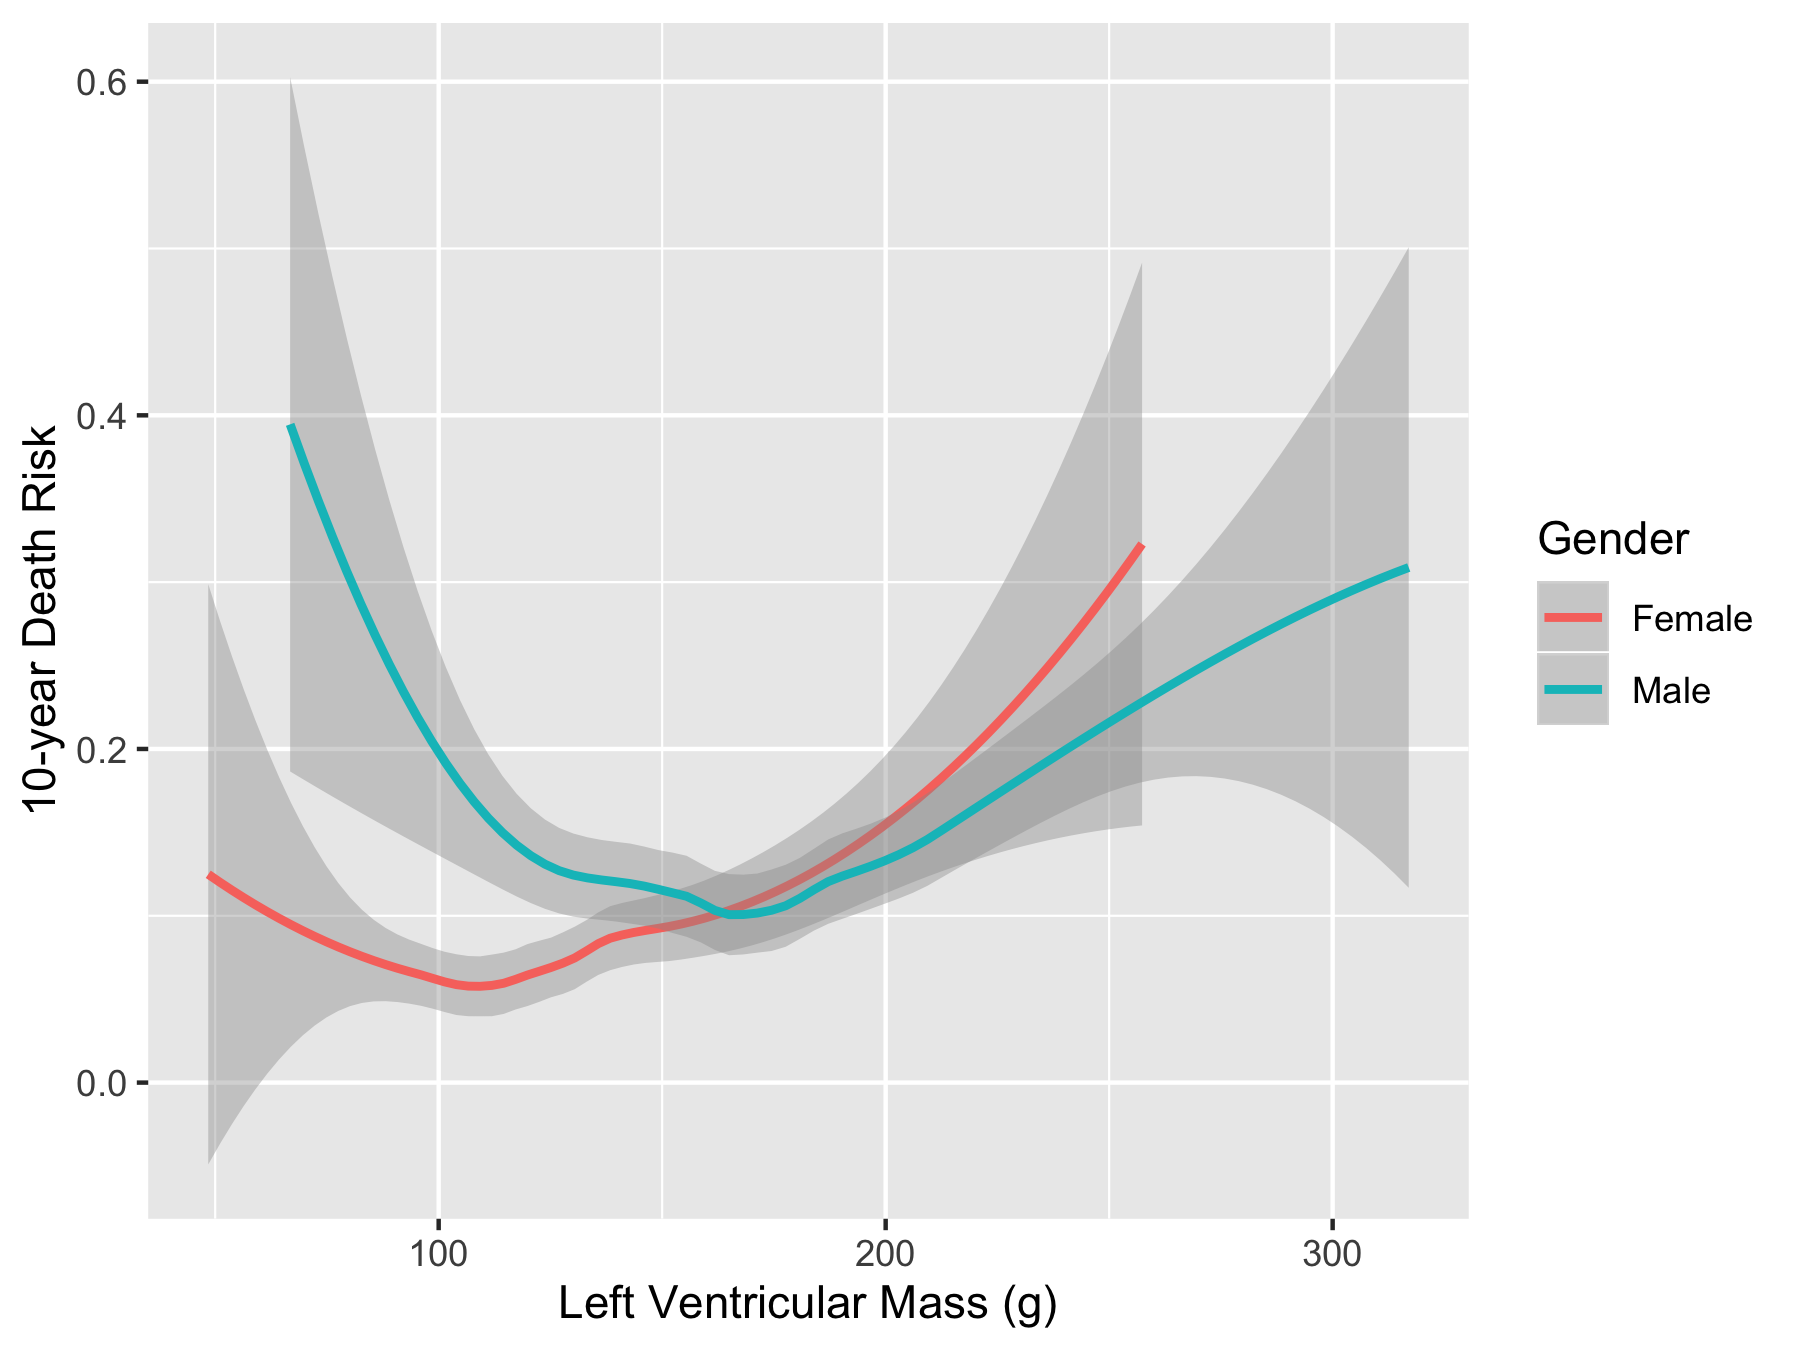 0.6
0.4
0.2
0.0
10-year Death Risk
100
200
300
Left Ventricular Mass (g)
Gender
Female
Male